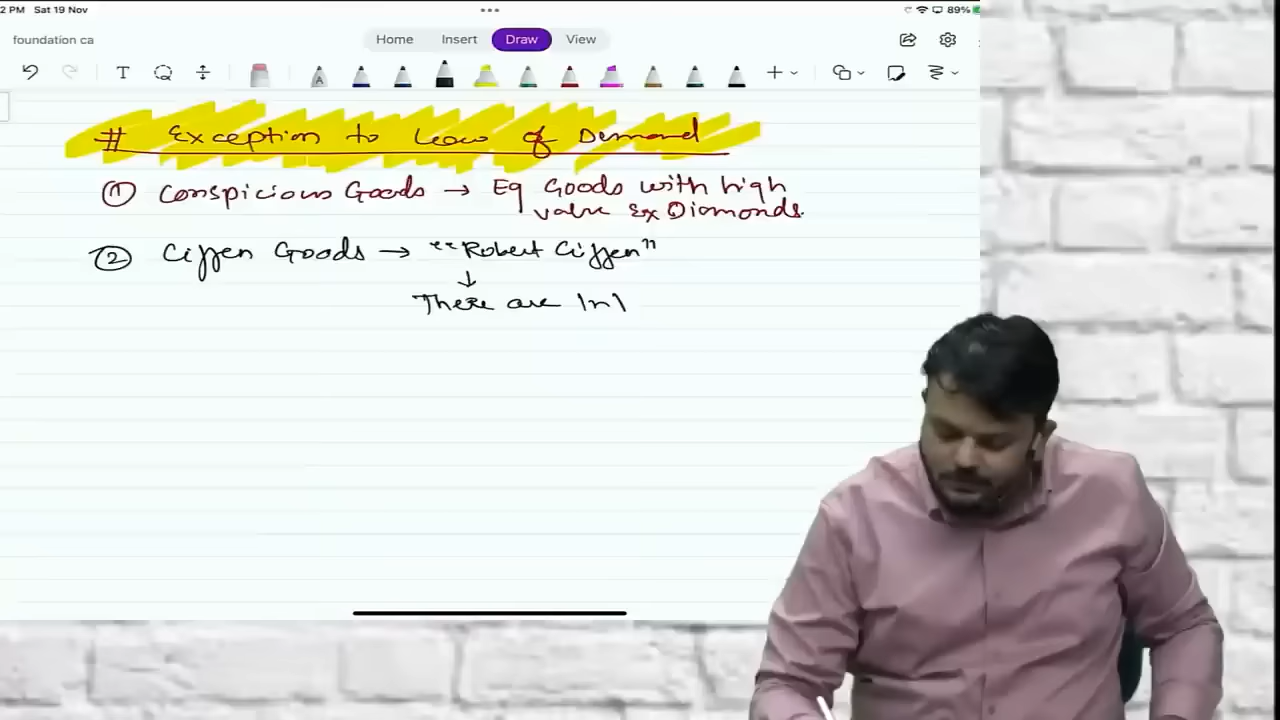 2 PM Sat 19 Nov
89%
foundation ca
Home Insert Draw View
# Exception to Law of Demand
① Conspicious Goods → Eg Goods with high
value Ex Diamonds.
② Giffen Goods → "Robert Giffen"
↓
There are In